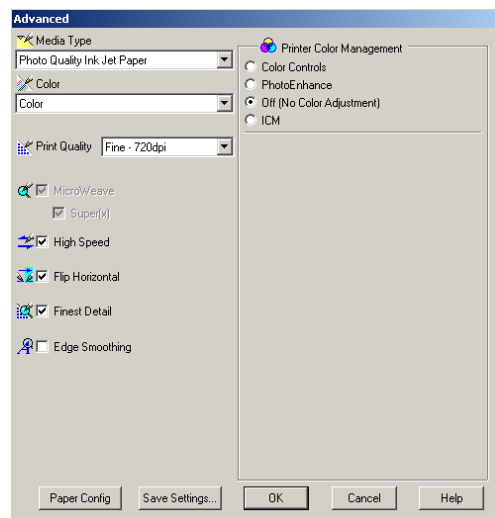 Advanced
Media Type
Photo Quality Ink Jet Paper
Color
Color
Print Quality Fine - 720dpi
MicroWeave
Super(x)
High Speed
Flip Horizontal
Finest Detail
Edge Smoothing
Printer Color Management
Color Controls
PhotoEnhance
Off (No Color Adjustment)
ICM
Paper Config Save Settings... OK Cancel Help